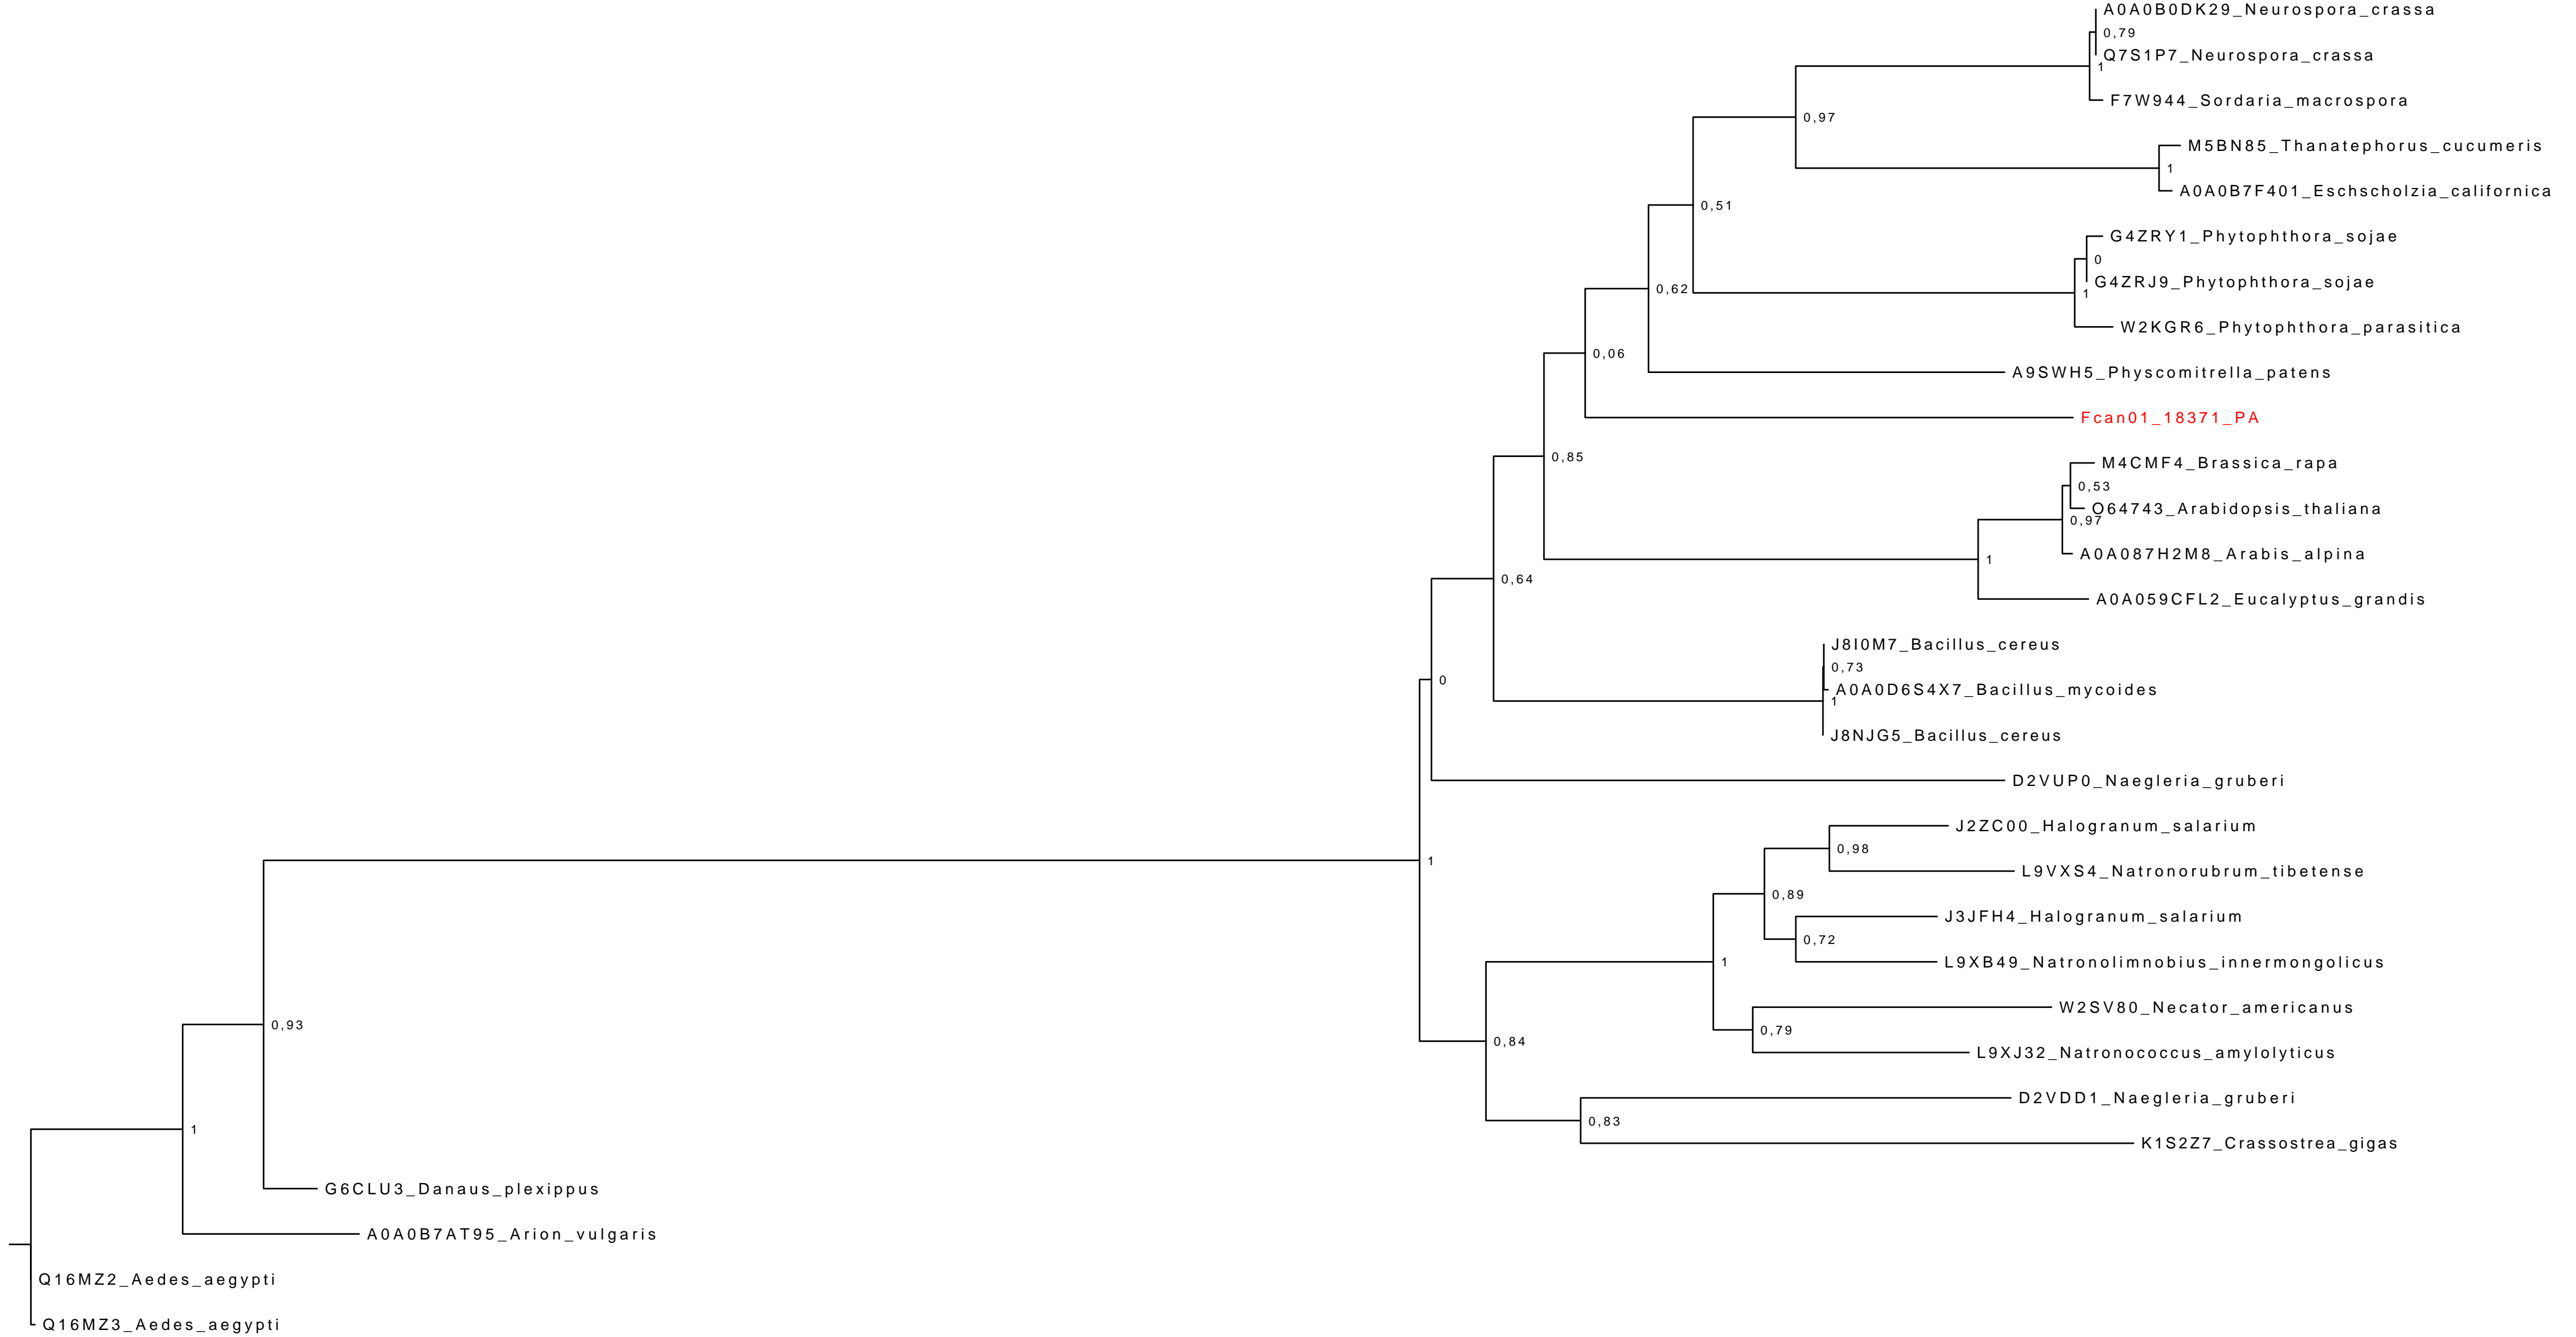 A0A0B0DK29_Neurospora_crassa
0,79
Q7S1P7_Neurospora_crassa
1
F7W944_Sordaria_macrospora
0,97
M5BN85_Thanatephorus_cucumeris
1
A0A0B7F401_Eschscholzia_californica
0,51
G4ZRY1_Phytophthora_sojae
0
G4ZRJ9_Phytophthora_sojae
0,62
1
W2KGR6_Phytophthora_parasitica
0,06
A9SWH5_Physcomitrella_patens
Fcan01_18371_PA
0,85
M4CMF4_Brassica_rapa
0,53
O64743_Arabidopsis_thaliana
0,97
A0A087H2M8_Arabis_alpina
1
0,64
A0A059CFL2_Eucalyptus_grandis
J8I0M7_Bacillus_cereus
0,73
0
A0A0D6S4X7_Bacillus_mycoides
1
J8NJG5_Bacillus_cereus
D2VUP0_Naegleria_gruberi
J2ZC00_Halogranum_salarium
0,98
1
L9VXS4_Natronorubrum_tibetense
0,89
J3JFH4_Halogranum_salarium
0,72
L9XB49_Natronolimnobius_innermongolicus
1
W2SV80_Necator_americanus
0,93
0,79
0,84
L9XJ32_Natronococcus_amylolyticus
D2VDD1_Naegleria_gruberi
0,83
1
K1S2Z7_Crassostrea_gigas
G6CLU3_Danaus_plexippus
A0A0B7AT95_Arion_vulgaris
Q16MZ2_Aedes_aegypti
Q16MZ3_Aedes_aegypti